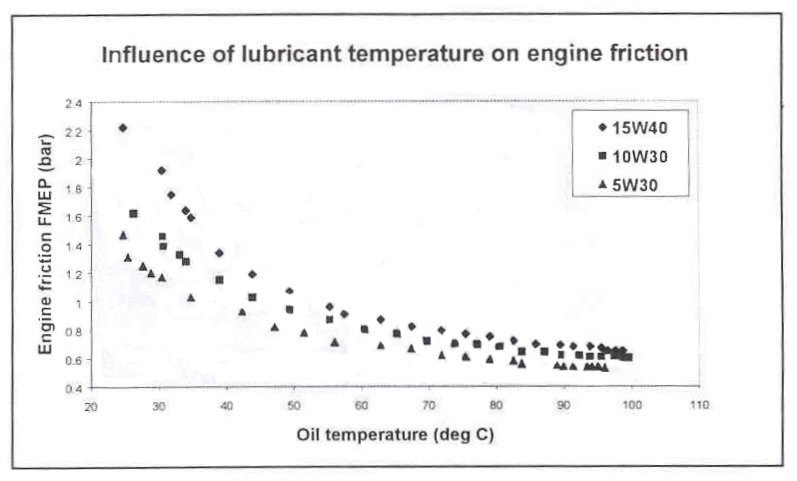 Influence of lubricant temperature on engine friction
2.4
2.2
2
1.8
1.6
1.4
1.2
1
0.8
0.6
0.4
Engine friction FMEP (bar)
15W40
10W30
5W30
20 30 40 50 60 70 80 90 100 110
Oil temperature (deg C)